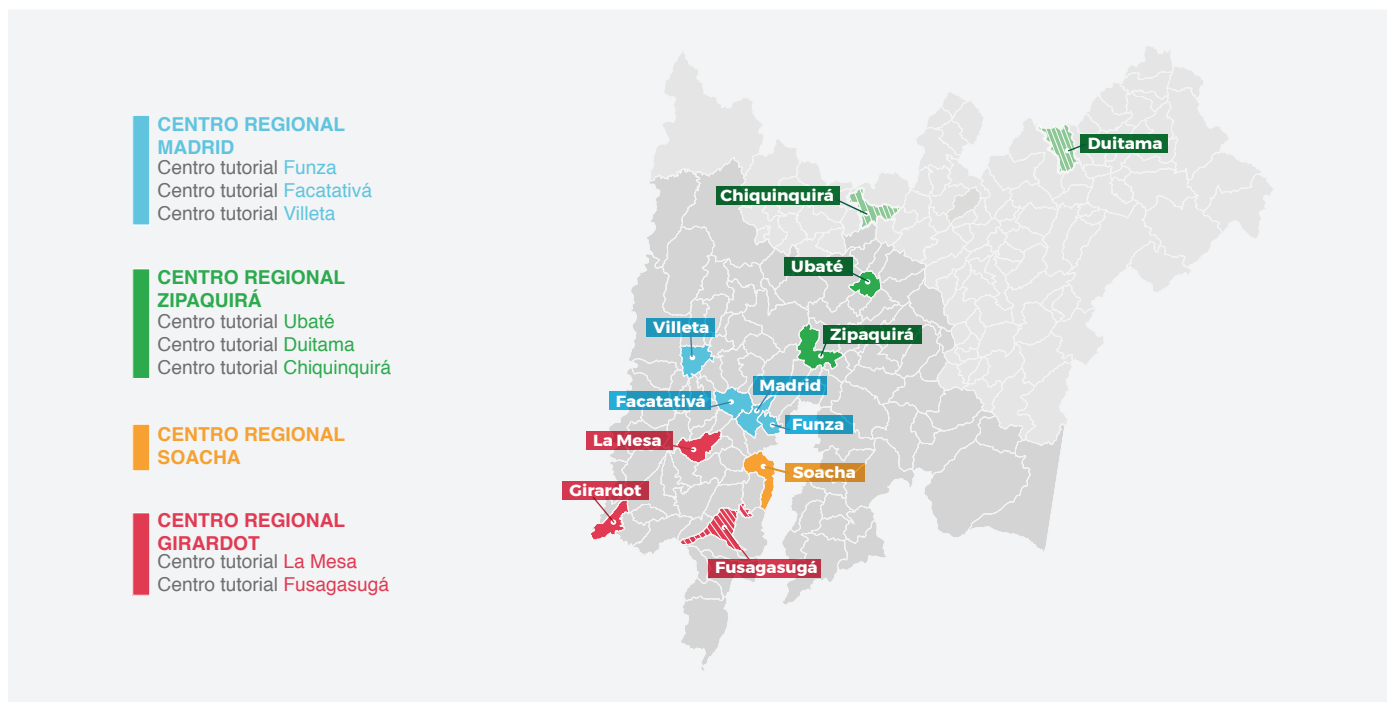 CENTRO REGIONAL
MADRID
Centro tutorial Funza
Centro tutorial Facatativá
Centro tutorial Villeta
CENTRO REGIONAL
ZIPAQUIRÁ
Centro tutorial Ubaté
Centro tutorial Duitama
Centro tutorial Chiquinquirá
CENTRO REGIONAL
SOACHA
CENTRO REGIONAL
GIRARDOT
Centro tutorial La Mesa
Centro tutorial Fusagasugá
Duitama
Chiquinquirá
Ubaté
Villeta
Zipaquirá
Madrid
Facatativá
Funza
La Mesa
Soacha
Girardot
Fusagasugá